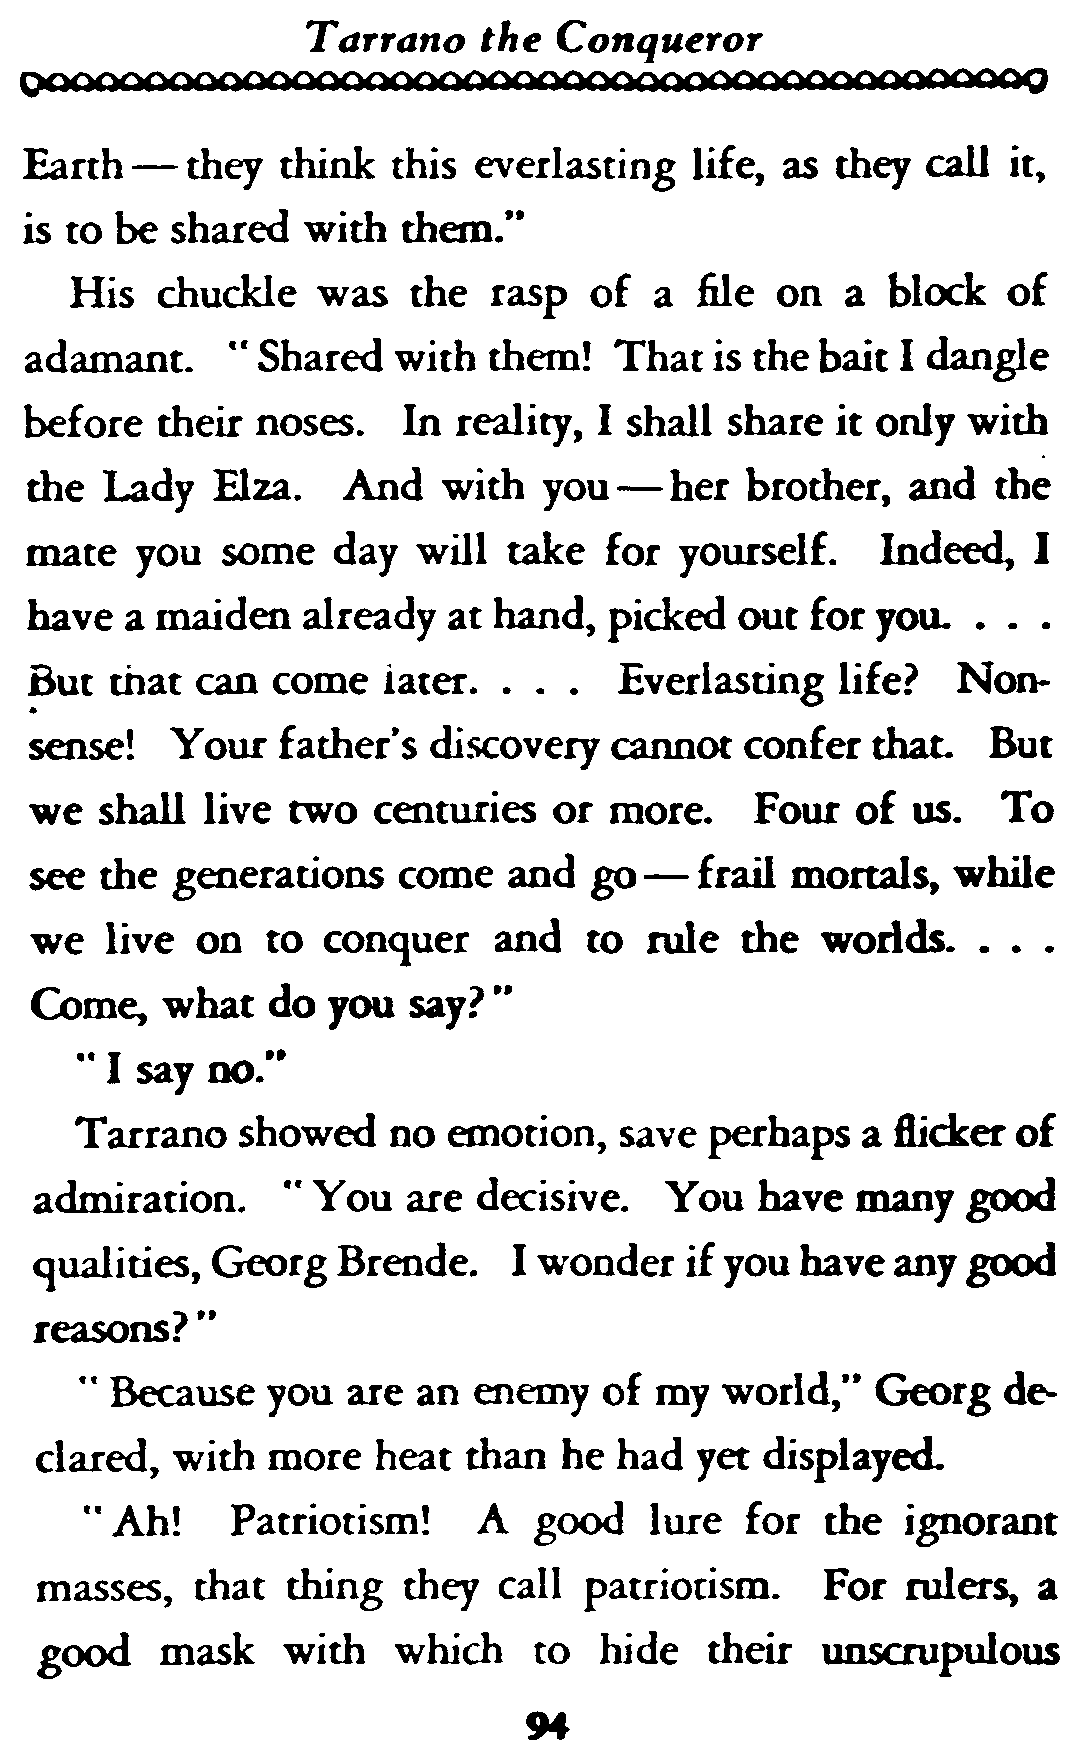 Tarrano the Conqueror
Earth — they think this everlasting life, as they call it,
is to be shared with them."
His chuckle was the rasp of a file on a block of
adamant. "Shared with them! That is the bait I dangle
before their noses. In reality, I shall share it only with
the Lady Elza. And with you — her brother, and the
mate you some day will take for yourself. Indeed, I
have a maiden already at hand, picked out for you. . . .
But that can come later. . . . Everlasting life? Non-
sense! Your father's discovery cannot confer that. But
we shall live two centuries or more. Four of us. To
see the generations come and go — frail mortals, while
we live on to conquer and to rule the worlds. . . .
Come, what do you say?"
"I say no."
Tarrano showed no emotion, save perhaps a flicker of
admiration. "You are decisive. You have many good
qualities, Georg Brende. I wonder if you have any good
reasons?"
"Because you are an enemy of my world," Georg de-
clared, with more heat than he had yet displayed.
"Ah! Patriotism! A good lure for the ignorant
masses, that thing they call patriotism. For rulers, a
good mask with which to hide their unscrupulous
94